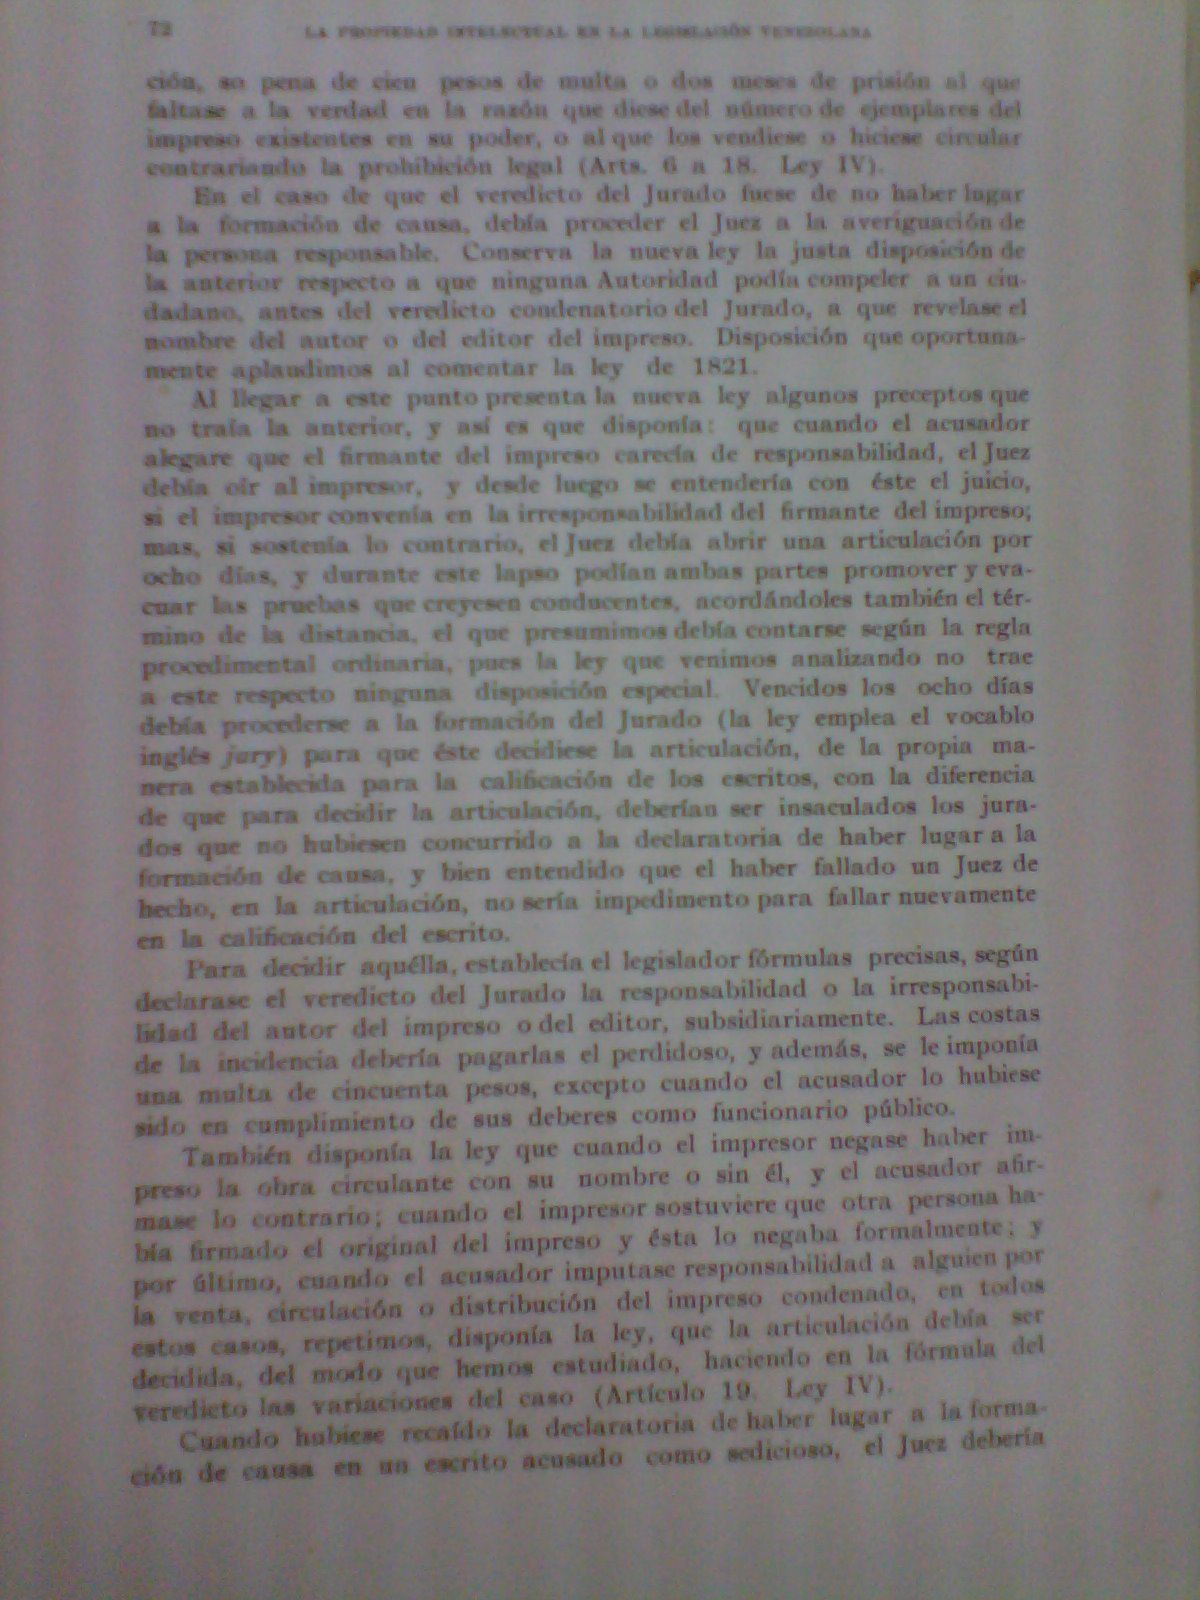 72 LA PROPIEDAD INTELECTUAL EN LA LEGISLACIÓN VENEZOLANA
ción, so pena de cien pesos de multa o dos meses de prisión al que
faltase a la verdad en la razón que diese del número de ejemplares del
impreso existentes en su poder, o al que los vendiese o hiciese circular
contrariando la prohibición legal (Arts. 6 a 18. Ley IV).
En el caso de que el veredicto del Jurado fuese de no haber lugar
a la formación de causa, debía proceder el Juez a la averiguación de
la persona responsable. Conserva la nueva ley la justa disposición de
la anterior respecto a que ninguna Autoridad podía compeler a un ciu-
dadano, antes del veredicto condenatorio del Jurado, a que revelase el
nombre del autor o del editor del impreso. Disposición que oportuna-
mente aplaudimos al comentar la ley de 1821.
Al llegar a este punto presenta la nueva ley algunos preceptos que
no traía la anterior, y así es que disponía: que cuando el acusador
alegare que el firmante del impreso carecía de responsabilidad, el Juez
debía oír al impresor, y desde luego se entendería con éste el juicio,
si el impresor convenía en la irresponsabilidad del firmante del impreso;
mas, si sostenía lo contrario, el Juez debía abrir una articulación por
ocho días, y durante este lapso podían ambas partes promover y eva-
cuar las pruebas que creyesen conducentes, acordándoles también el tér-
mino de la distancia, el que presumimos debía contarse según la regla
procedimental ordinaria, pues la ley que venimos analizando no trae
a este respecto ninguna disposición especial. Vencidos los ocho días
debía procederse a la formación del Jurado (la ley emplea el vocablo
inglés jury) para que éste decidiese la articulación, de la propia ma-
nera establecida para la calificación de los escritos, con la diferencia
de que para decidir la articulación, deberían ser insaculados los jura-
dos que no hubiesen concurrido a la declaratoria de haber lugar a la
formación de causa, y bien entendido que el haber fallado un Juez de
hecho, en la articulación, no sería impedimento para fallar nuevamente
en la calificación del escrito.
Para decidir aquélla, establecía el legislador fórmulas precisas, según
declarase el veredicto del Jurado la responsabilidad o la irresponsabi-
lidad del autor del impreso o del editor, subsidiariamente. Las costas
de la incidencia debería pagarlas el perdidoso, y además, se le imponía
una multa de cincuenta pesos, excepto cuando el acusador lo hubiese
sido en cumplimiento de sus deberes como funcionario público.
También disponía la ley que cuando el impresor negase haber im-
preso la obra circulante con su nombre o sin él, y el acusador afir-
mase lo contrario; cuando el impresor sostuviere que otra persona ha-
bía firmado el original del impreso y ésta lo negaba formalmente; y
por último, cuando el acusador imputase responsabilidad a alguien por
la venta, circulación o distribución del impreso condenado, en todos
estos casos, repetimos, disponía la ley, que la articulación debía ser
decidida, del modo que hemos estudiado, haciendo en la fórmula del
veredicto las variaciones del caso (Artículo 19. Ley IV).
Cuando hubiese recaído la declaratoria de haber lugar a la forma-
ción de causa en un escrito acusado como sedicioso, el Juez debería